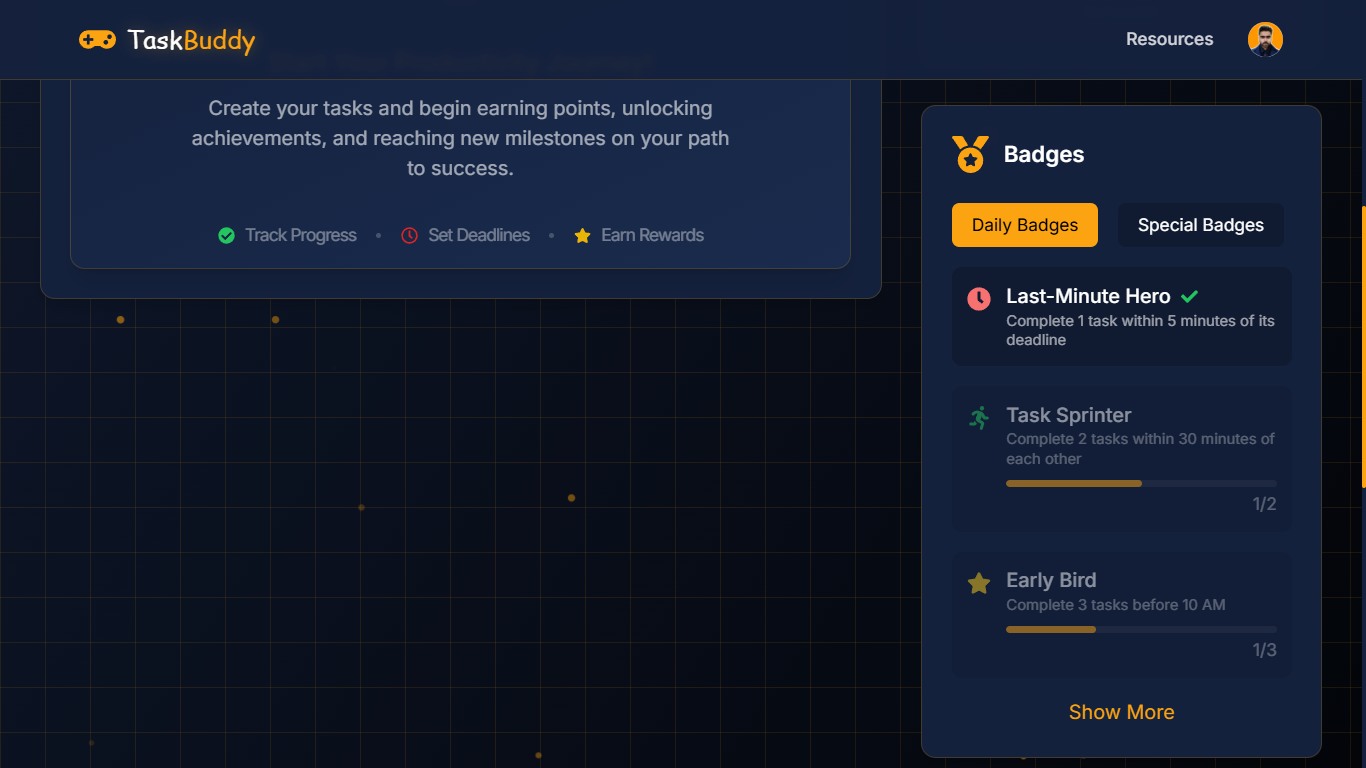 TaskBuddy
Resources
Create your tasks and begin earning points, unlocking
achievements, and reaching new milestones on your path
to success.
Track Progress • Set Deadlines • Earn Rewards
Badges
Daily Badges
Special Badges
Last-Minute Hero
Complete 1 task within 5 minutes of its
deadline
Task Sprinter
Complete 2 tasks within 30 minutes of
each other
1/2
Early Bird
Complete 3 tasks before 10 AM
1/3
Show More